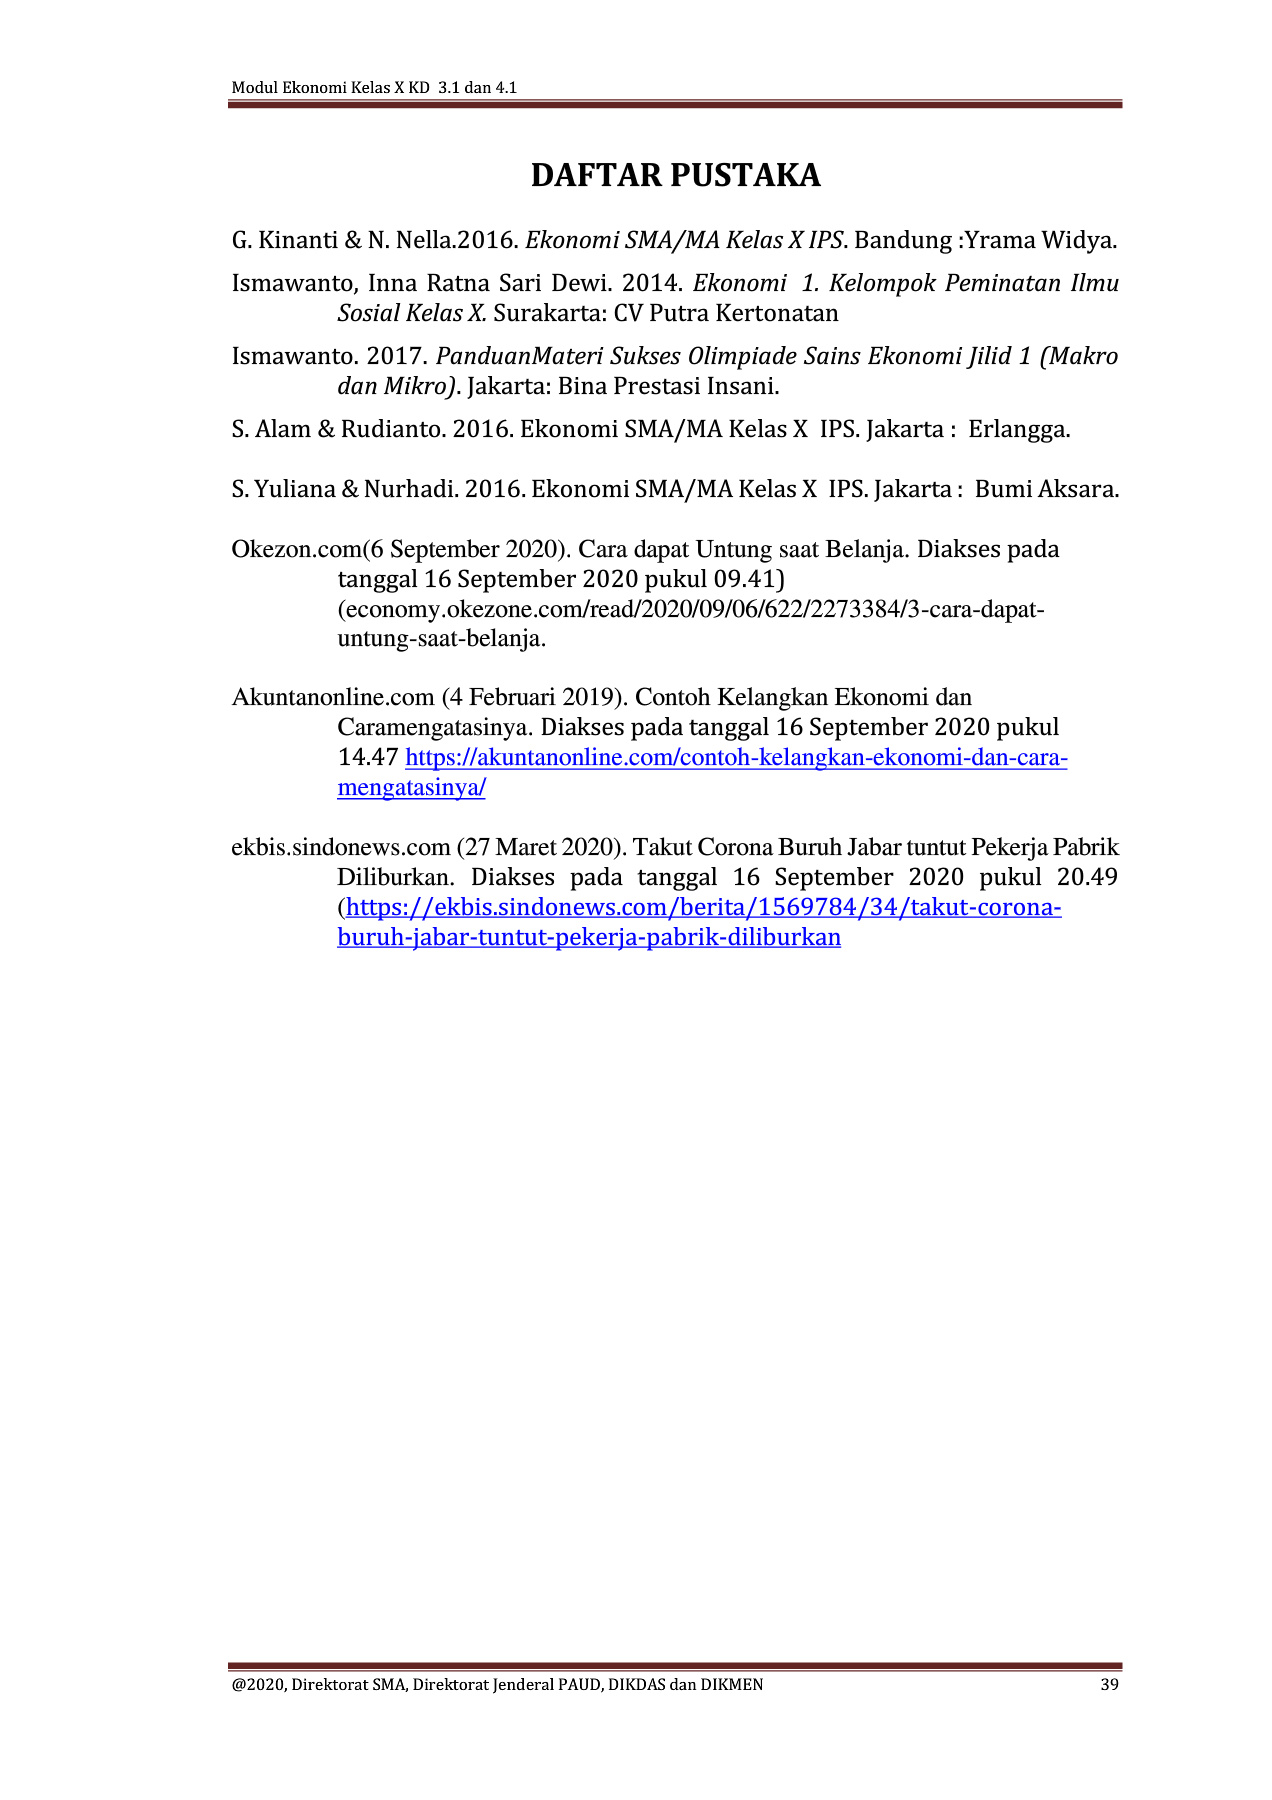 Modul Ekonomi Kelas X KD  3.1 dan 4.1
DAFTAR PUSTAKA
G. Kinanti & N. Nella.2016. Ekonomi SMA/MA Kelas X IPS. Bandung :Yrama Widya.
Ismawanto, Inna Ratna Sari Dewi. 2014. Ekonomi  1. Kelompok Peminatan Ilmu
Sosial Kelas X. Surakarta: CV Putra Kertonatan
Ismawanto. 2017. PanduanMateri Sukses Olimpiade Sains Ekonomi Jilid 1 (Makro
dan Mikro). Jakarta: Bina Prestasi Insani.
S. Alam & Rudianto. 2016. Ekonomi SMA/MA Kelas X  IPS. Jakarta :  Erlangga.
S. Yuliana & Nurhadi. 2016. Ekonomi SMA/MA Kelas X  IPS. Jakarta :  Bumi Aksara.
Okezon.com(6 September 2020). Cara dapat Untung saat Belanja. Diakses pada
tanggal 16 September 2020 pukul 09.41)
(economy.okezone.com/read/2020/09/06/622/2273384/3-cara-dapat-
untung-saat-belanja.
Akuntanonline.com (4 Februari 2019). Contoh Kelangkan Ekonomi dan
Caramengatasinya. Diakses pada tanggal 16 September 2020 pukul
14.47 https://akuntanonline.com/contoh-kelangkan-ekonomi-dan-cara-
mengatasinya/
ekbis.sindonews.com (27 Maret 2020). Takut Corona Buruh Jabar tuntut Pekerja Pabrik
Diliburkan. Diakses pada tanggal 16 September 2020 pukul 20.49
(https://ekbis.sindonews.com/berita/1569784/34/takut-corona-
buruh-jabar-tuntut-pekerja-pabrik-diliburkan
@2020, Direktorat SMA, Direktorat Jenderal PAUD, DIKDAS dan DIKMEN 39